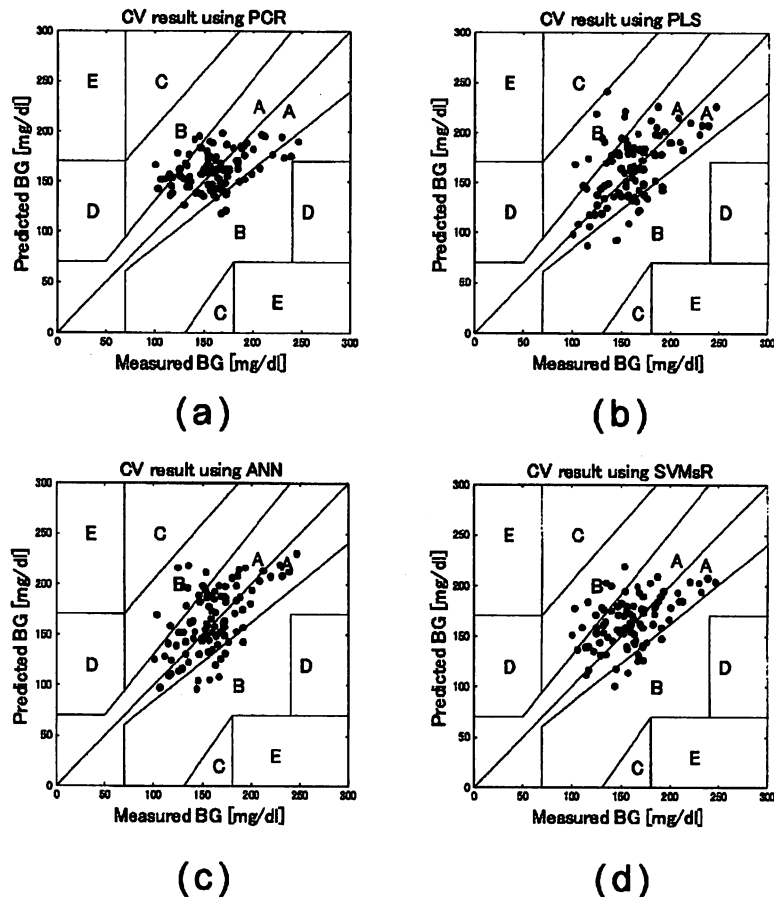 CV result using PCR
300
250
200
150
100
50
0
E
C
A
A
B
D
D
B
C
E
0 50 100 150 200 250 300
Predicted BG [mg/dl]
Measured BG [mg/dl]
(a)
CV result using PLS
300
250
200
150
100
50
0
E
C
A
A
B
D
D
B
C
E
0 50 100 150 200 250 300
Predicted BG [mg/dl]
Measured BG [mg/dl]
(b)
CV result using ANN
300
250
200
150
100
50
0
E
C
A
A
B
D
D
B
C
E
0 50 100 150 200 250 300
Predicted BG [mg/dl]
Measured BG [mg/dl]
(c)
CV result using SVMsR
300
250
200
150
100
50
0
E
C
A
A
B
D
D
B
C
E
0 50 100 150 200 250 300
Predicted BG [mg/dl]
Measured BG [mg/dl]
(d)